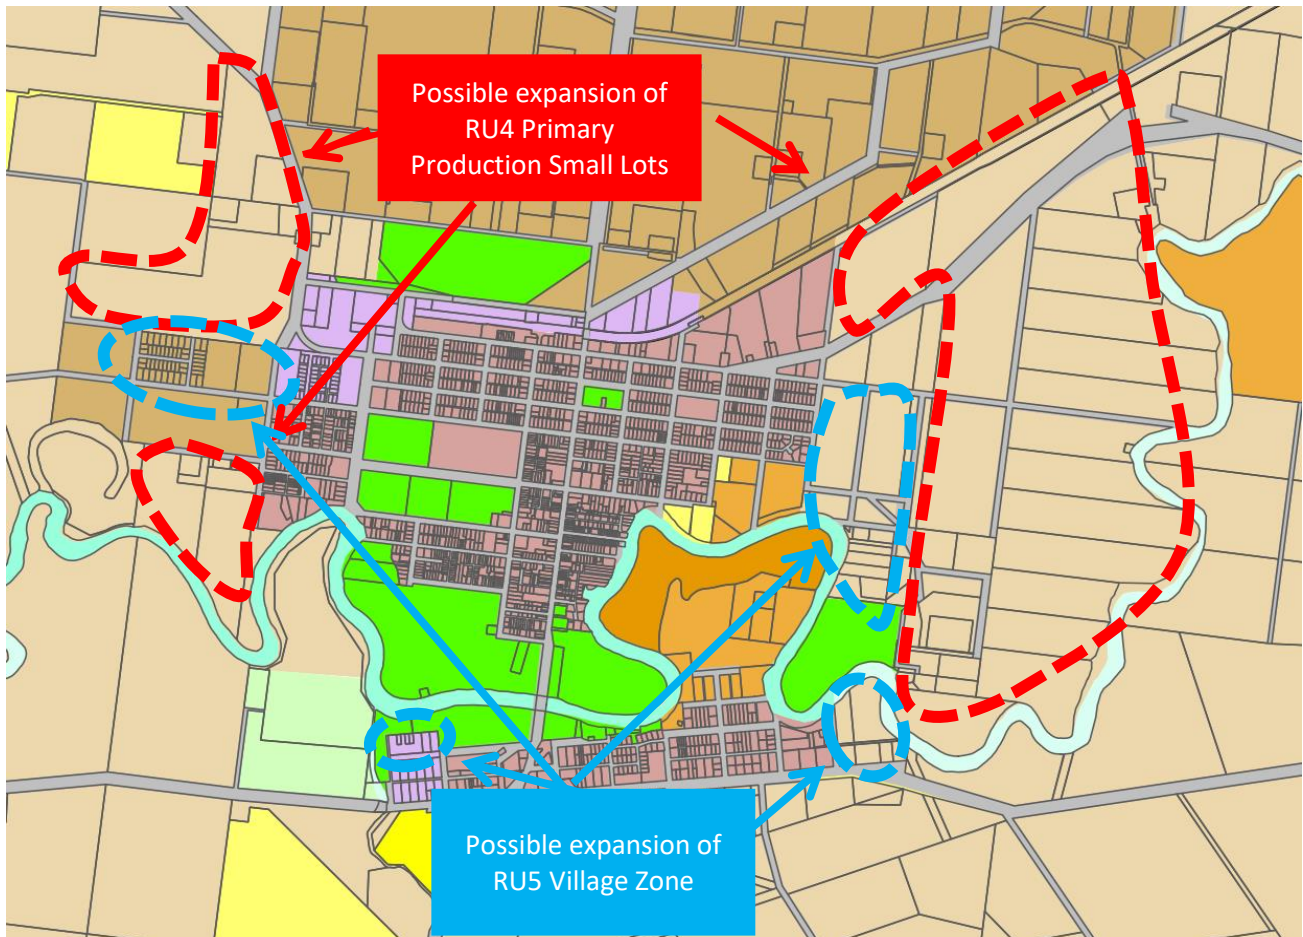 Possible expansion of
RU4 Primary
Production Small Lots
Possible expansion of
RU5 Village Zone